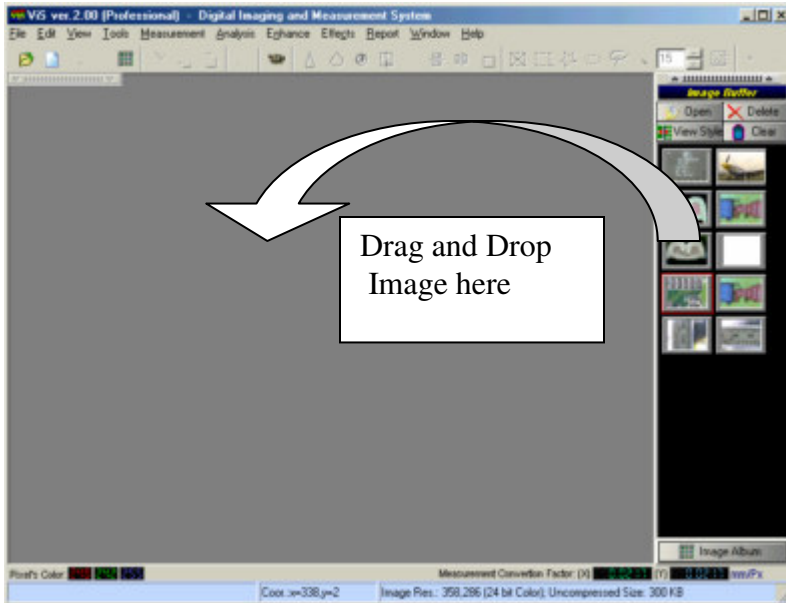 ViS ver.2.00 (Professional) - Digital Imaging and Measurement System
File Edit View Tools Measurement Analysis Enhance Effects Report Window Help
15
Image Buffer
Open Delete
View Style Clear
Drag and Drop
Image here
Image Album
Pixel's Color Measurement Convertion Factor: (X) (Y) mm/Px
Coor.:x=338,y=2 Image Res.: 358,286 (24 bit Color); Uncompressed Size: 300 KB